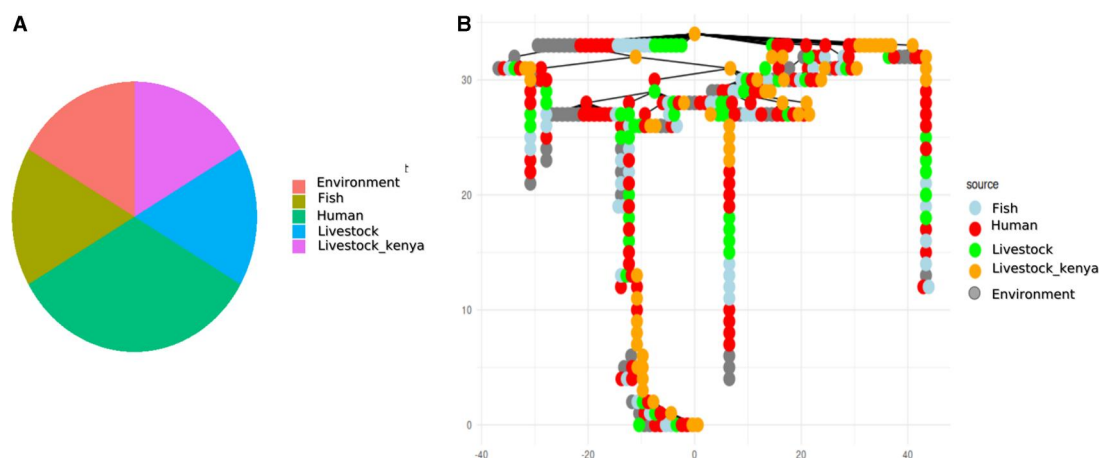 A
t
Environment
Fish
Human
Livestock
Livestock_kenya
B
30
20
10
0
-40
-20
0
20
40
source
Fish
Human
Livestock
Livestock_kenya
Environment